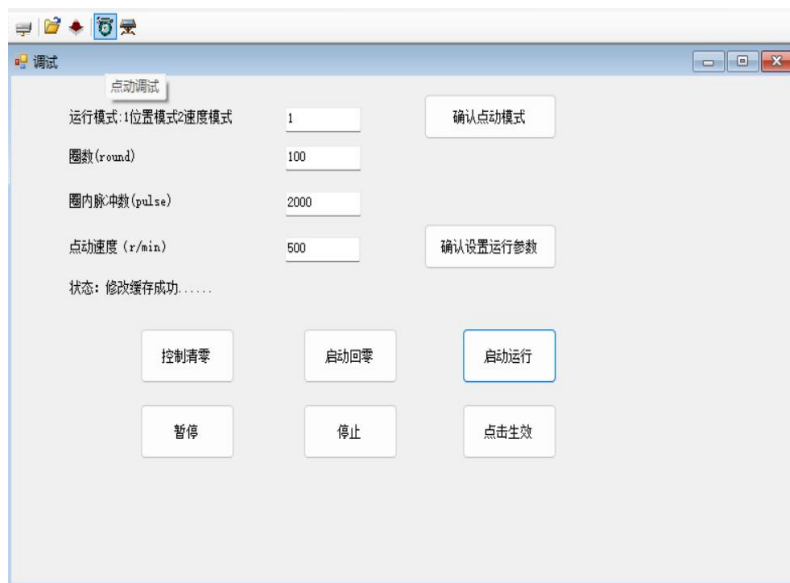 调试
点动调试
运行模式:1位置模式2速度模式 1 确认点动模式
圈数(round) 100
圈内脉冲数(pulse) 2000
点动速度 (r/min) 500 确认设置运行参数
状态: 修改缓存成功......
控制清零 启动回零 启动运行
暂停 停止 点击生效